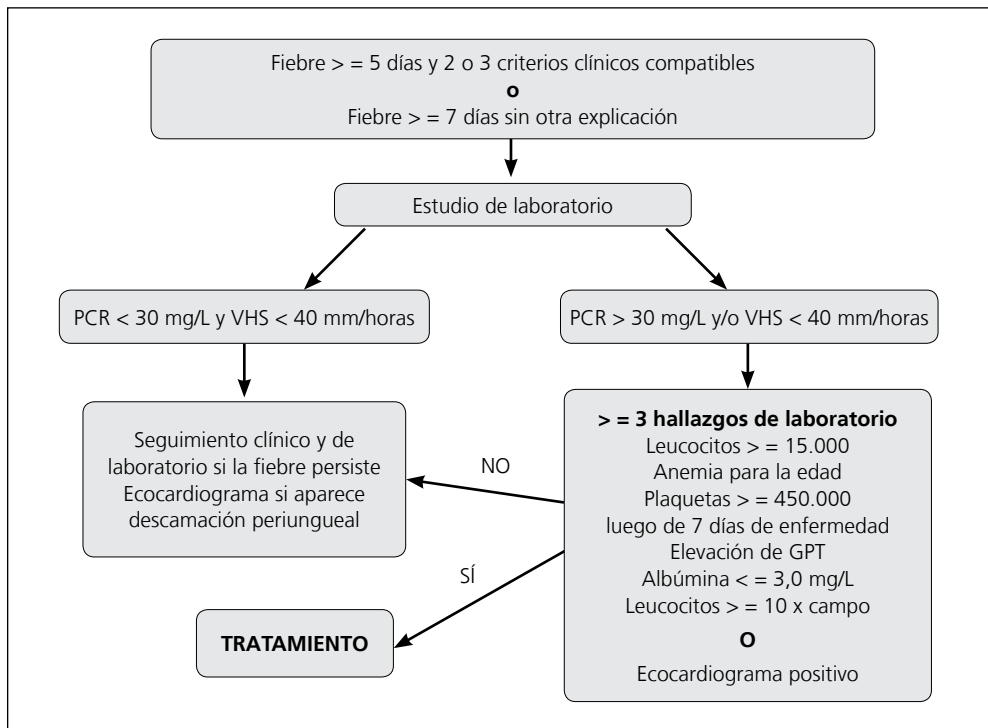 Fiebre > = 5 días y 2 o 3 criterios clínicos compatibles
o
Fiebre > = 7 días sin otra explicación
Estudio de laboratorio
PCR < 30 mg/L y VHS < 40 mm/horas
PCR > 30 mg/L y/o VHS < 40 mm/horas
Seguimiento clínico y de
laboratorio si la fiebre persiste
Ecocardiograma si aparece
descamación periungueal
NO
SÍ
> = 3 hallazgos de laboratorio
Leucocitos > = 15.000
Anemia para la edad
Plaquetas > = 450.000
luego de 7 días de enfermedad
Elevación de GPT
Albúmina < = 3,0 mg/L
Leucocitos > = 10 x campo
O
Ecocardiograma positivo
TRATAMIENTO